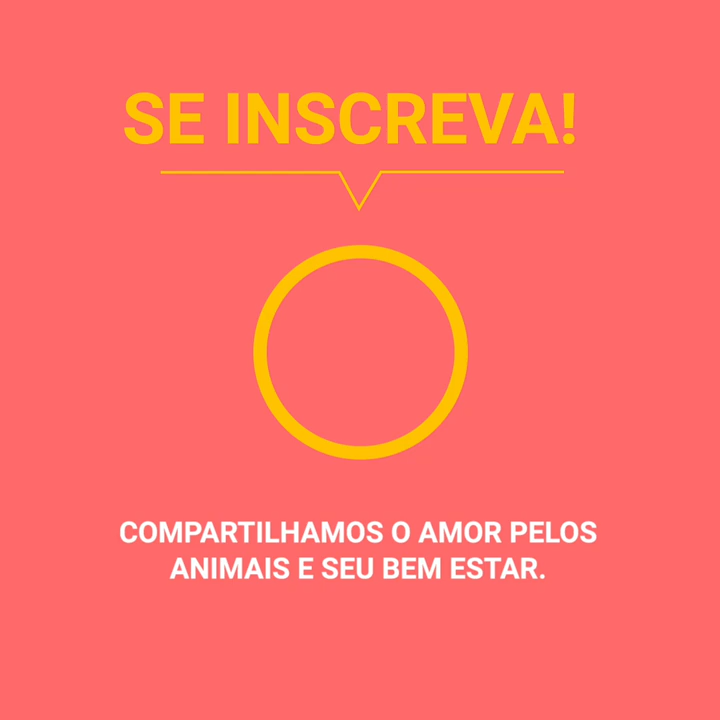 SE INSCREVA!
COMPARTILHAMOS O AMOR PELOS
ANIMAIS E SEU BEM ESTAR.